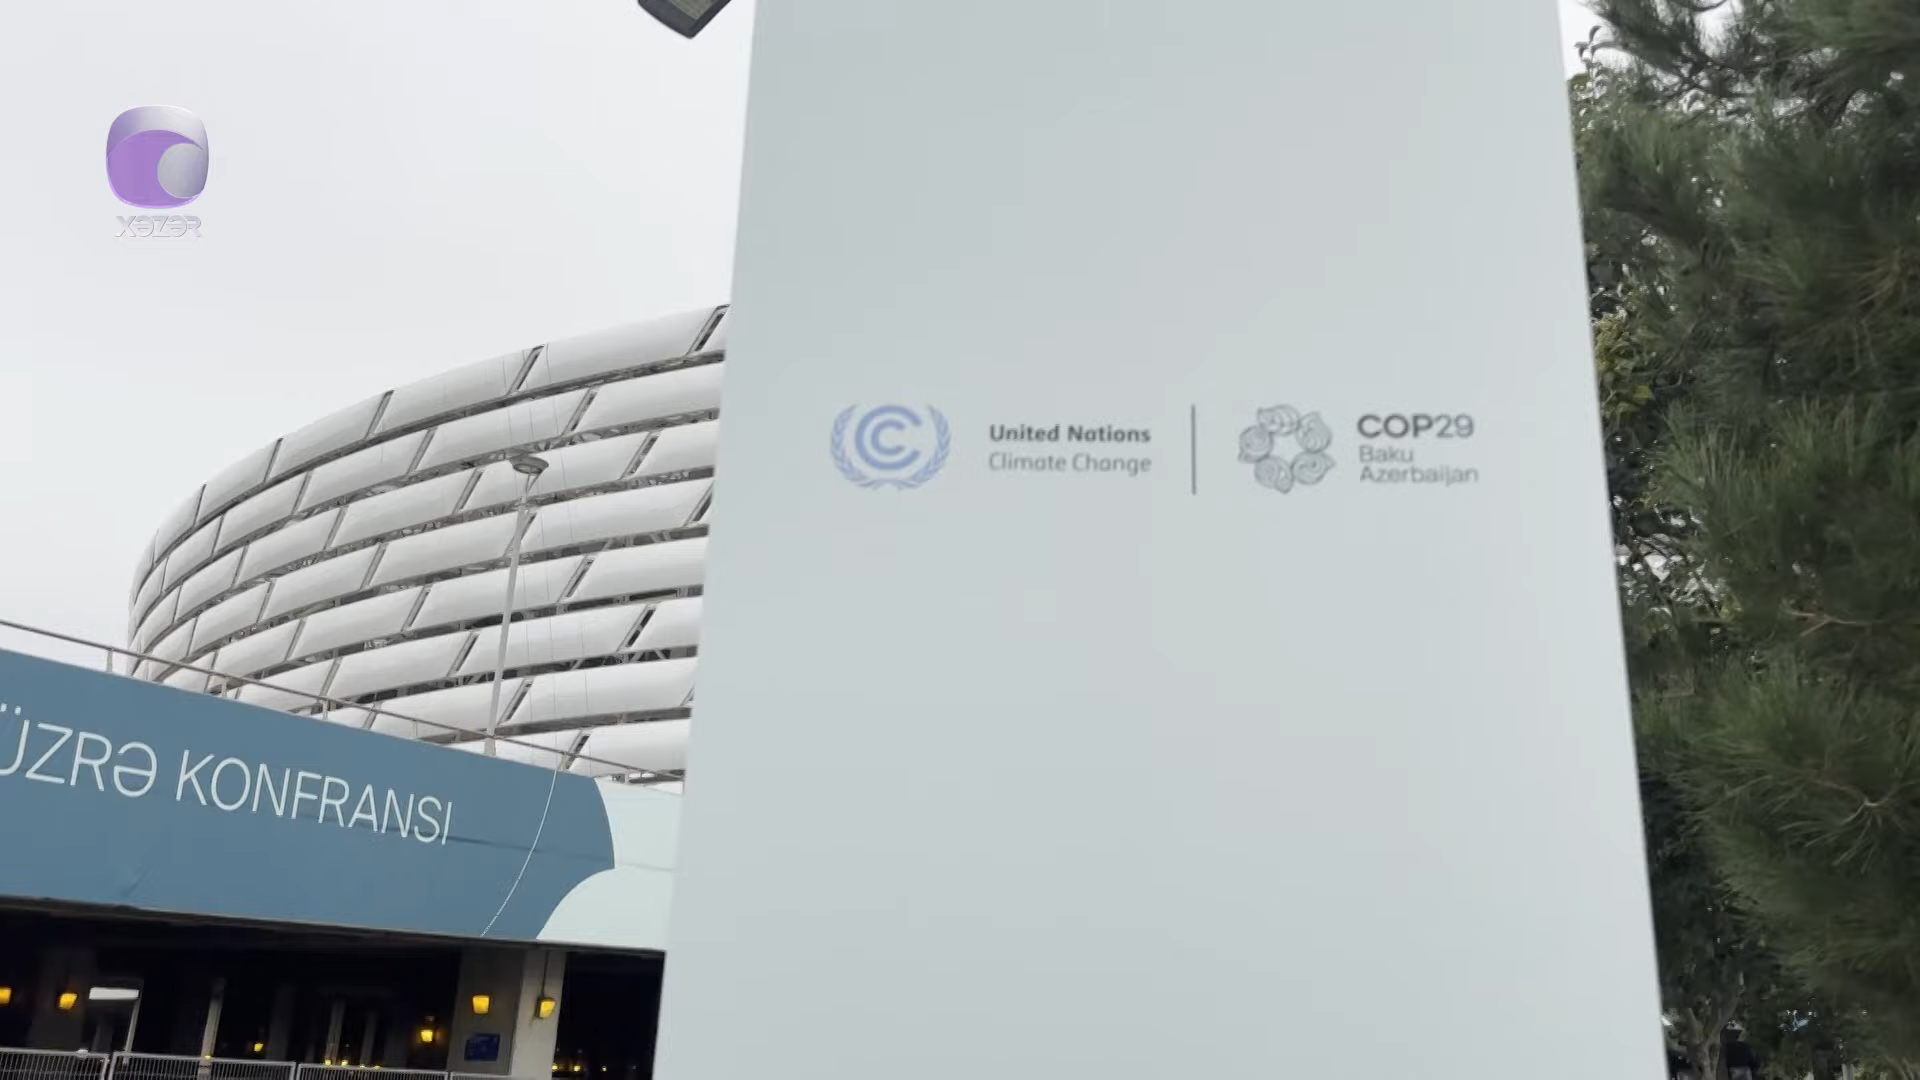 XƏZƏR
United Nations
Climate Change
COP29
Baku
Azerbaijan
ÜZRƏ KONFRANSI